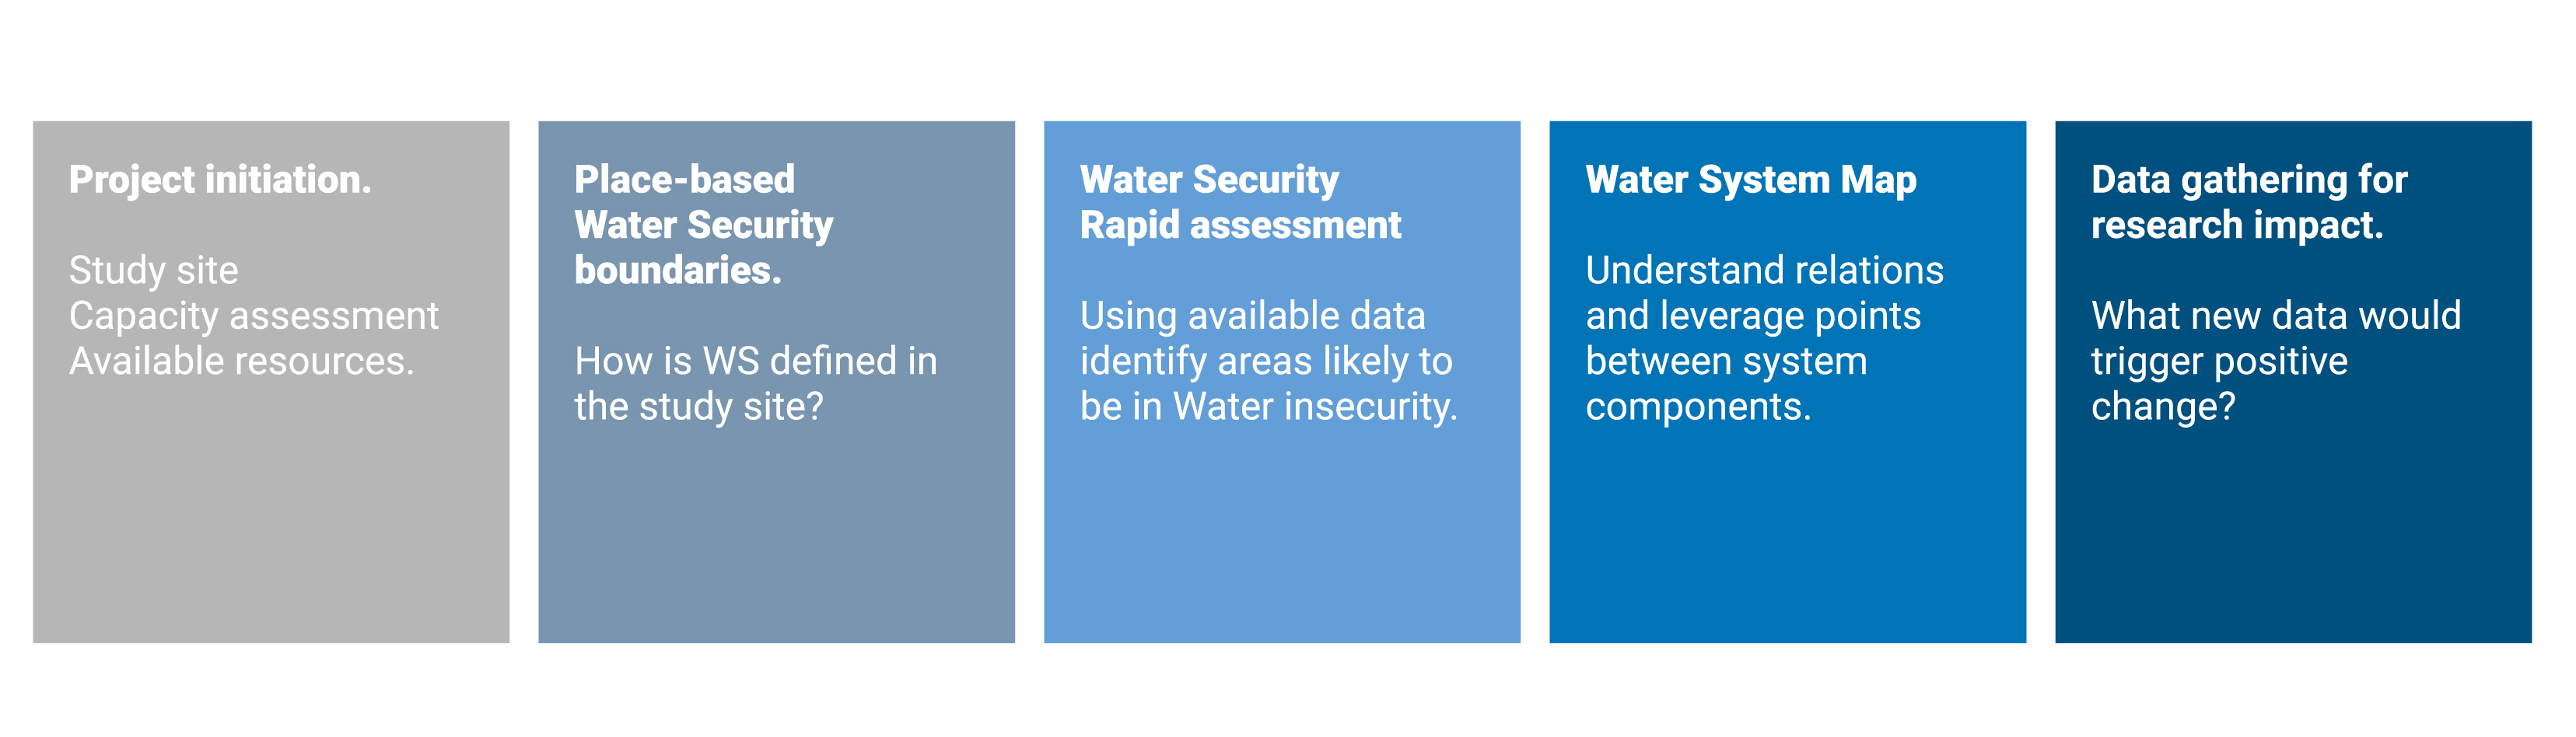 Project initiation.
Study site
Capacity assessment
Available resources.
Place-based
Water Security
boundaries.
How is WS defined in
the study site?
Water Security
Rapid assessment
Using available data
identify areas likely to
be in Water insecurity.
Water System Map
Understand relations
and leverage points
between system
components.
Data gathering for
research impact.
What new data would
trigger positive
change?